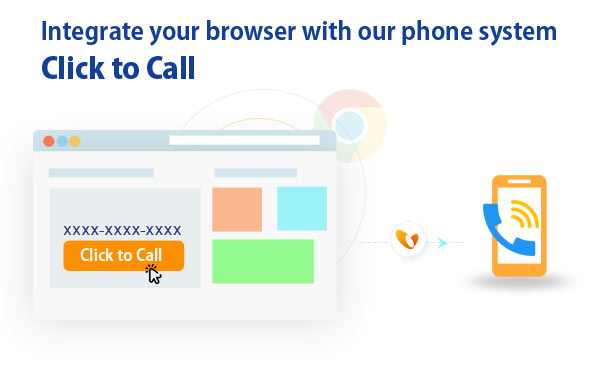 Integrate your browser with our phone system
Click to Call
XXXX-XXXX-XXXX
Click to Call